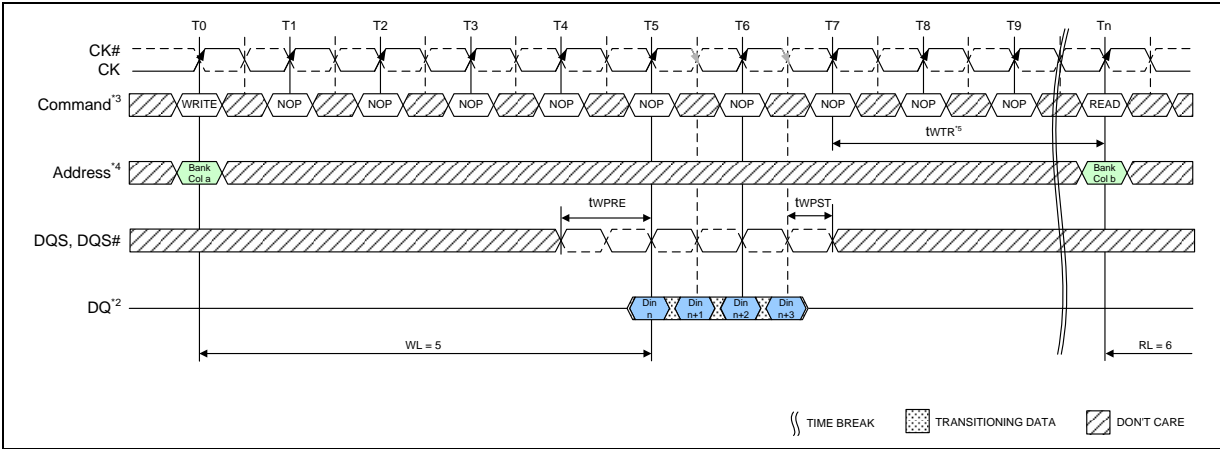 T0 T1 T2 T3 T4 T5 T6 T7 T8 T9 Tn
CK#
CK
Command*3 WRITE NOP NOP NOP NOP NOP NOP NOP NOP NOP READ
tWTR*5
Address*4 Bank Col a Bank Col b
tWPRE tWPST
DQS, DQS#
DQ*2 Din n Din n+1 Din n+2 Din n+3
WL = 5 RL = 6
TIME BREAK TRANSITIONING DATA DON'T CARE